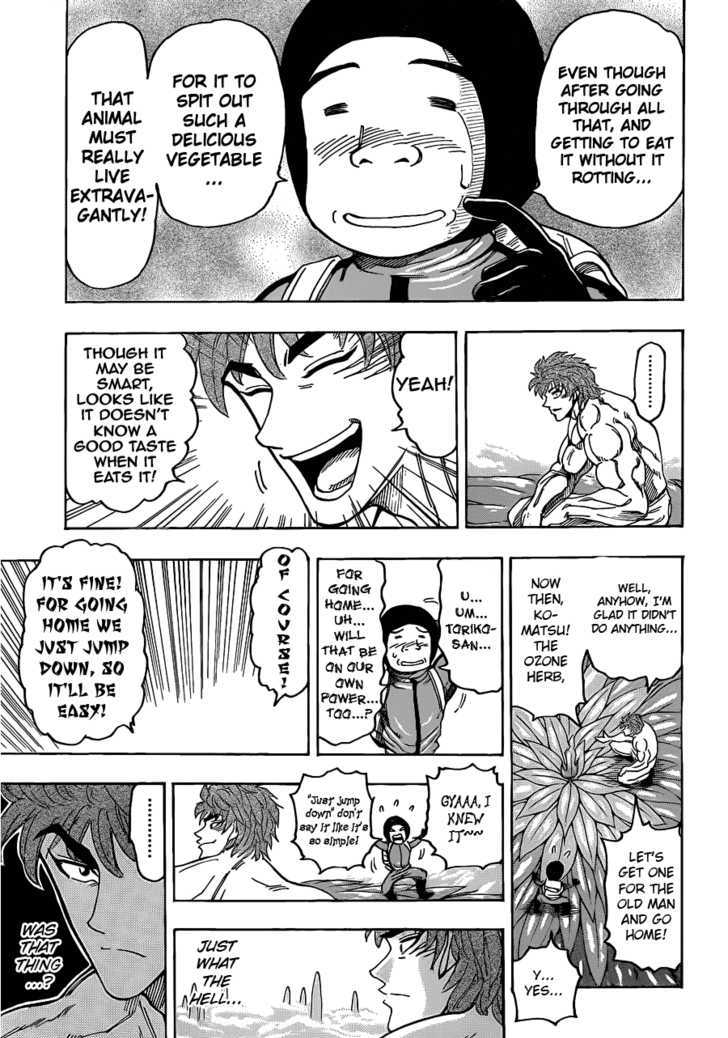 EVEN THOUGH
AFTER GOING
THROUGH ALL
THAT, AND
GETTING TO EAT
IT WITHOUT IT
ROTTING...
FOR IT TO
SPIT OUT
SUCH A
DELICIOUS
VEGETABLE
...
THAT
ANIMAL
MUST
REALLY
LIVE
EXTRAVA-
GANTLY!
.......
YEAH!
THOUGH IT
MAY BE
SMART,
LOOKS LIKE
IT DOESN'T
KNOW A
GOOD TASTE
WHEN IT
EATS IT!
WELL,
ANYHOW, I'M
GLAD IT DIDN'T
DO ANYTHING...
NOW
THEN,
KO-
MATSU!
THE
OZONE
HERB,
LET'S
GET ONE
FOR THE
OLD MAN
AND GO
HOME!
Y...
YES...
U...
UM...
TORIKO-
SAN...
FOR
GOING
HOME...
UH...
WILL
THAT BE
ON OUR
OWN
POWER...
TOO...?
OF COURSE!
IT'S FINE!
FOR GOING
HOME WE
JUST JUMP
DOWN, SO
IT'LL BE
EASY!
GYAAA, I
KNEW
IT~~
"Just jump
down" don't
say it like it's
so simple!
.......
WAS
THAT
THING
...?
JUST
WHAT
THE
HELL...